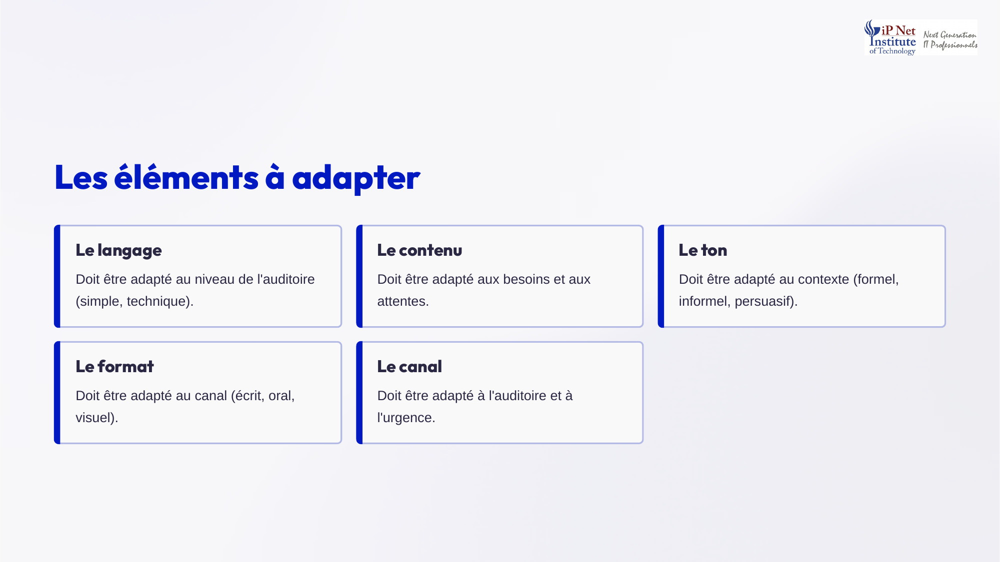 iP Net
Institute
of Technology
Next Generation
IT Professionnels
Les éléments à adapter
Le langage
Doit être adapté au niveau de l'auditoire
(simple, technique).
Le contenu
Doit être adapté aux besoins et aux
attentes.
Le ton
Doit être adapté au contexte (formel,
informel, persuasif).
Le format
Doit être adapté au canal (écrit, oral,
visuel).
Le canal
Doit être adapté à l'auditoire et à
l'urgence.